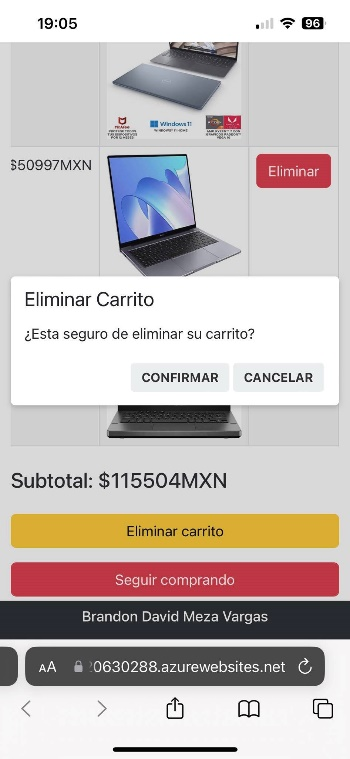 19:05
96
Windows 11
$50997MXN
Eliminar
Eliminar Carrito
¿Esta seguro de eliminar su carrito?
CONFIRMAR
CANCELAR
Subtotal: $115504MXN
Eliminar carrito
Seguir comprando
Brandon David Meza Vargas
AA
0630288.azurewebsites.net